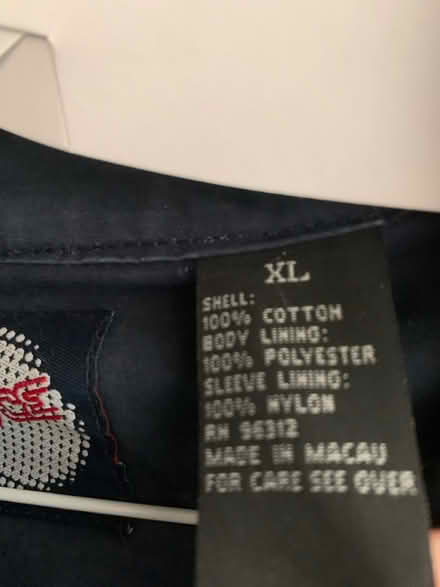 XL
SHELL:
100% COTTON
BODY LINING:
100% POLYESTER
SLEEVE LINING:
100% NYLON
RN 96312
MADE IN MACAU
FOR CARE SEE OVER